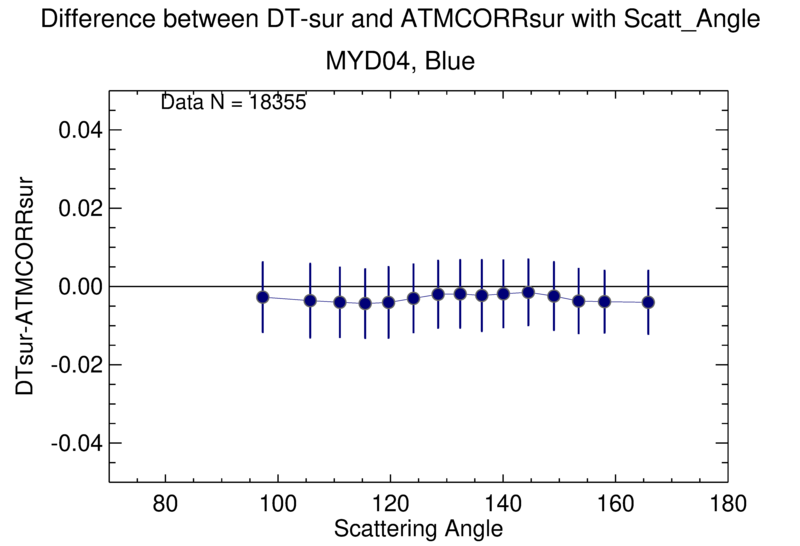 Difference between DT-sur and ATMCORRsur with Scatt_Angle
MYD04, Blue
Data N = 18355
0.04
0.02
0.00
-0.02
-0.04
DTsur-ATMCORRsur
80 100 120 140 160 180
Scattering Angle